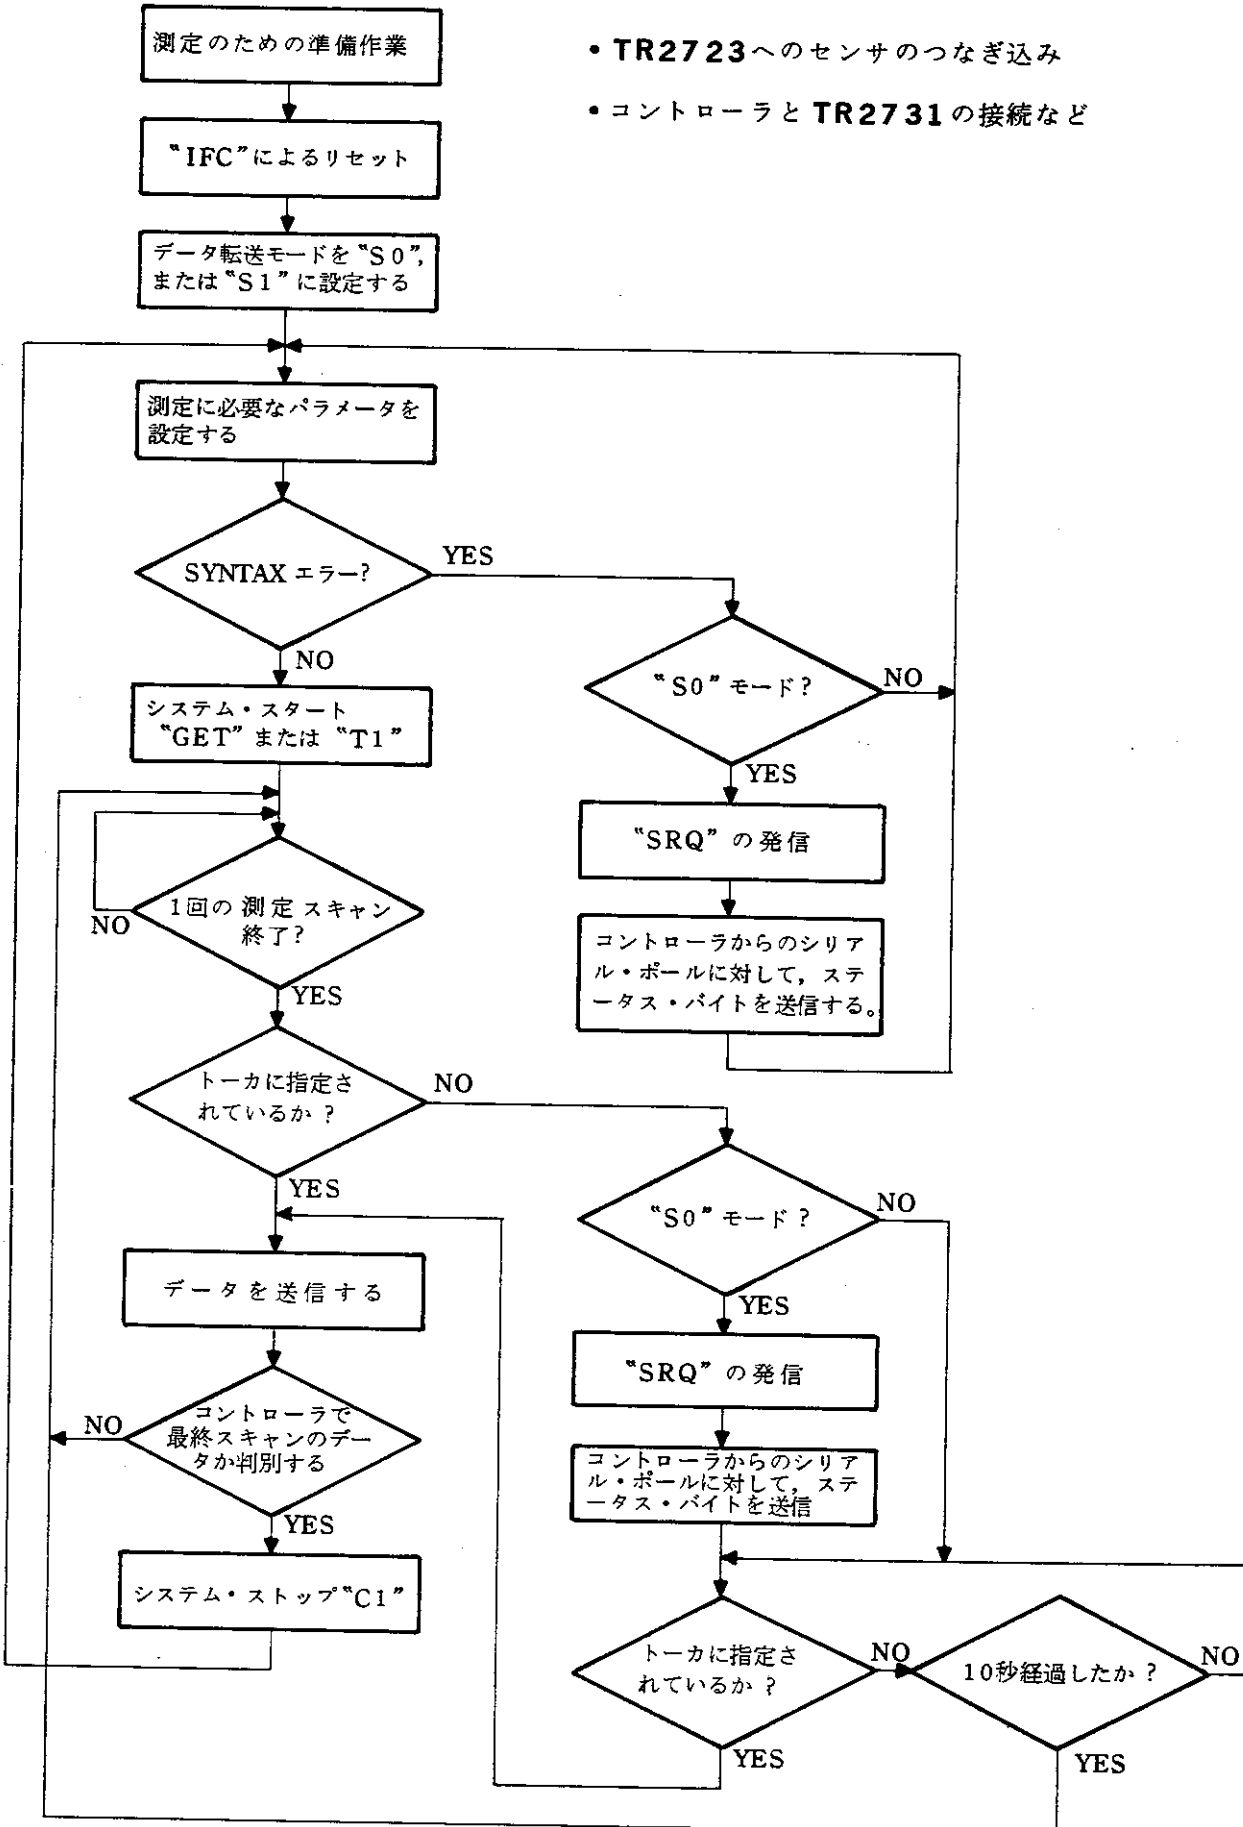 測定のための準備作業
• TR2723へのセンサのつなぎ込み
• コントローラと TR2731 の接続など
"IFC"によるリセット
データ転送モードを"S0",
または"S1"に設定する
測定に必要なパラメータを
設定する
SYNTAX エラー?
YES
NO
"S0" モード?
NO
YES
システム・スタート
"GET" または "T1"
"SRQ" の発信
1回の 測定 スキャン
終了?
NO
YES
コントローラからのシリア
ル・ポールに対して, ステ
ータス・バイトを送信する。
トーカに指定さ
れているか ?
NO
YES
"S0" モード?
NO
YES
データを送信する
"SRQ" の発信
コントローラで
最終スキャンのデー
タか判別する
NO
YES
コントローラからのシリア
ル・ポールに対して, ステ
ータス・バイトを送信
システム・ストップ"C1"
トーカに指定さ
れているか ?
NO
YES
10秒経過したか ?
NO
YES